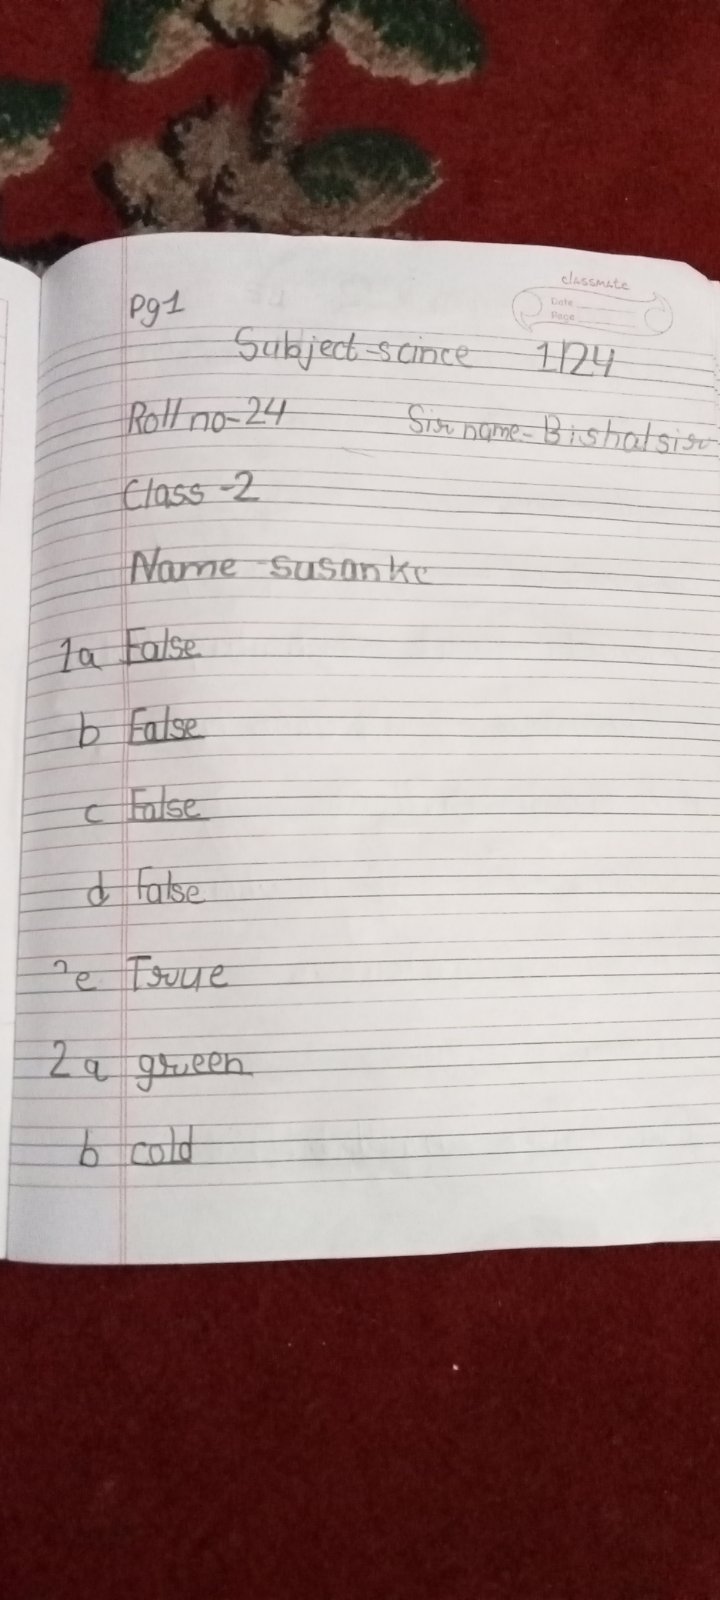 classmate
Date
Page
Pg1
Subject-scince 1/24
Roll no-24 Sir name-Bishalsir
Class-2
Name-susanke
1a False
b False
c False
d False
e True
2a green
b cold